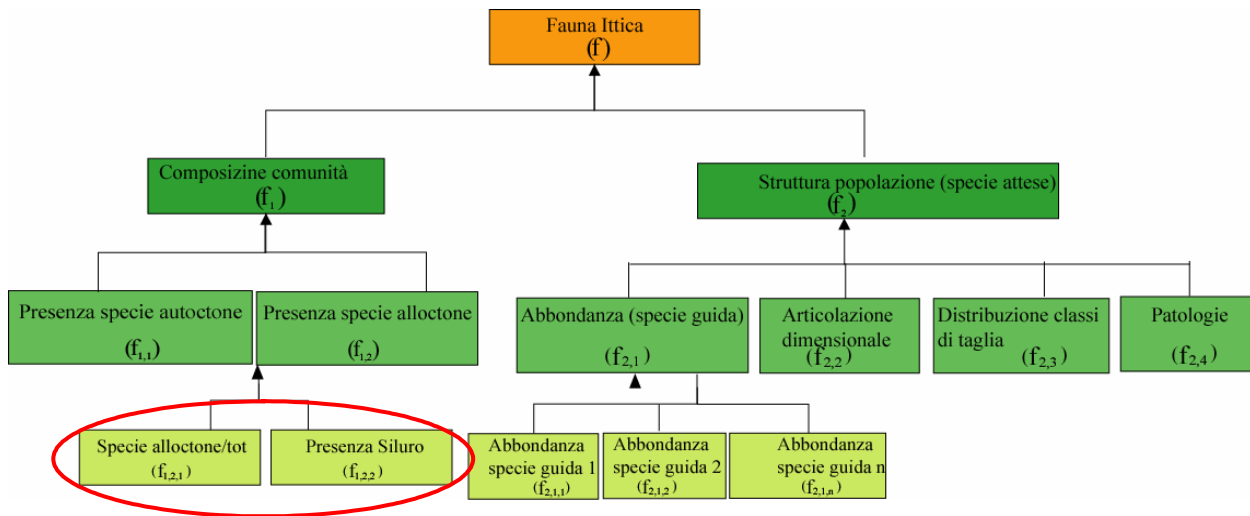 Fauna Ittica
(f)
Composizine comunità
(f1)
Struttura popolazione (specie attese)
(f2)
Presenza specie autoctone
(f1,1)
Presenza specie alloctone
(f1,2)
Abbondanza (specie guida)
(f2,1)
Articolazione
dimensionale
(f2,2)
Distribuzione classi
di taglia
(f2,3)
Patologie
(f2,4)
Specie alloctone/tot
(f1,2,1)
Presenza Siluro
(f1,2,2)
Abbondanza
specie guida 1
(f2,1,1)
Abbondanza
specie guida 2
(f2,1,2)
Abbondanza
specie guida n
(f2,1,n)